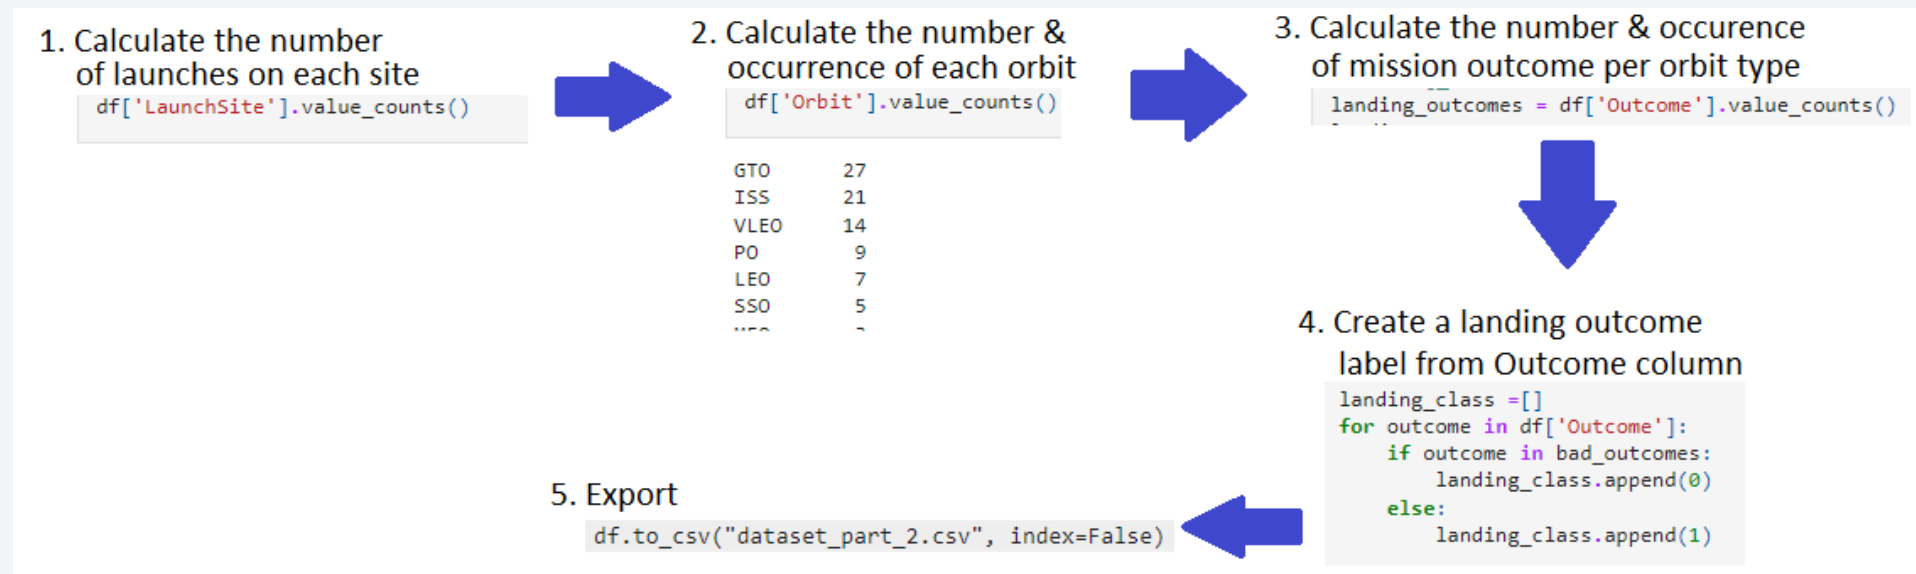 1. Calculate the number
of launches on each site
df['LaunchSite'].value_counts()
2. Calculate the number &
occurrence of each orbit
df['Orbit'].value_counts()
GTO 27
ISS 21
VLEO 14
PO 9
LEO 7
SSO 5
3. Calculate the number & occurence
of mission outcome per orbit type
landing_outcomes = df['Outcome'].value_counts()
4. Create a landing outcome
label from Outcome column
landing_class =[]
for outcome in df['Outcome']:
    if outcome in bad_outcomes:
        landing_class.append(0)
    else:
        landing_class.append(1)
5. Export
df.to_csv("dataset_part_2.csv", index=False)